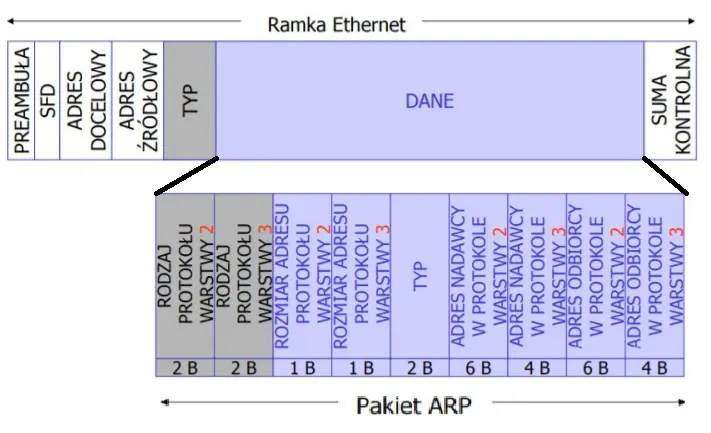 Ramka Ethernet
PREAMBUŁA
SFD
ADRES
DOCELOWY
ADRES
ŹRÓDŁOWY
TYP
DANE
SUMA
KONTROLNA
RODZAJ
PROTOKOŁU
WARSTWY 2
RODZAJ
PROTOKOŁU
WARSTWY 3
ROZMIAR ADRESU
PROTOKOŁU
WARSTWY 2
ROZMIAR ADRESU
PROTOKOŁU
WARSTWY 3
TYP
ADRES NADAWCY
W PROTOKOLE
WARSTWY 2
ADRES NADAWCY
W PROTOKOLE
WARSTWY 3
ADRES ODBIORCY
W PROTOKOLE
WARSTWY 2
ADRES ODBIORCY
W PROTOKOLE
WARSTWY 3
2 B
2 B
1 B
1 B
2 B
6 B
4 B
6 B
4 B
Pakiet ARP